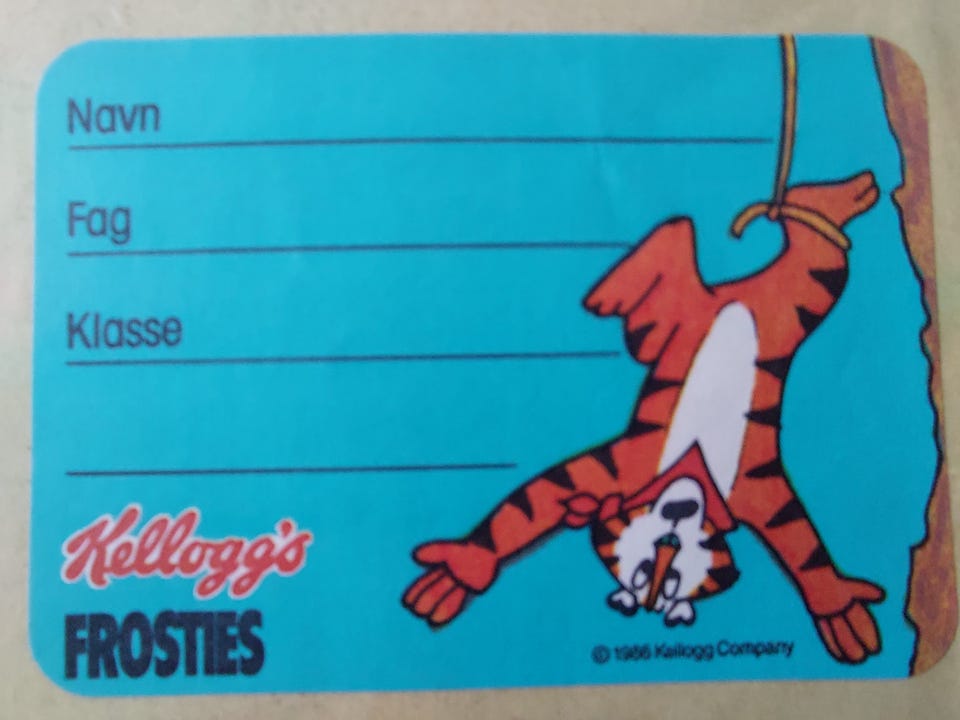 Navn
Fag
Klasse
Kellogg's
FROSTIES
© 1986 Kellogg Company